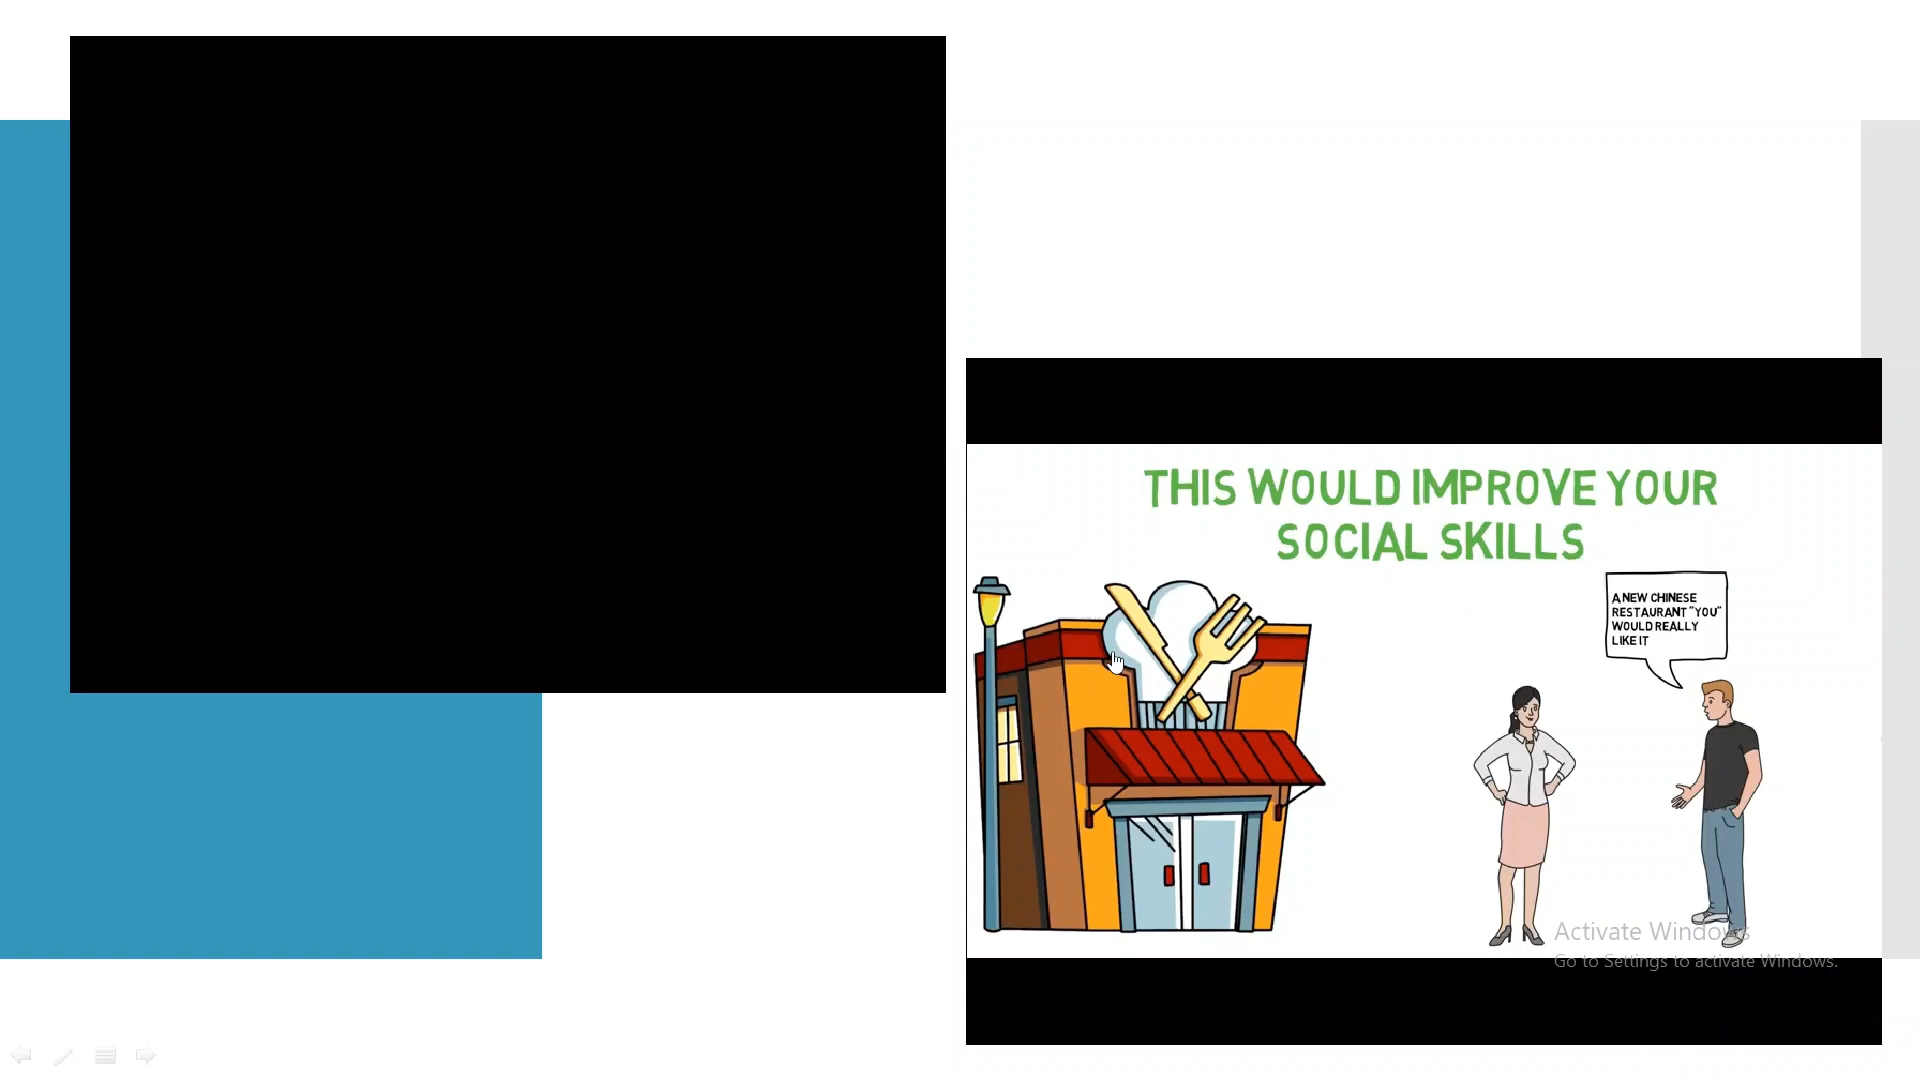 THIS WOULD IMPROVE YOUR
SOCIAL SKILLS
A NEW CHINESE
RESTAURANT "YOU"
WOULD REALLY
LIKE IT
Activate Windows
Go to Settings to activate Windows.